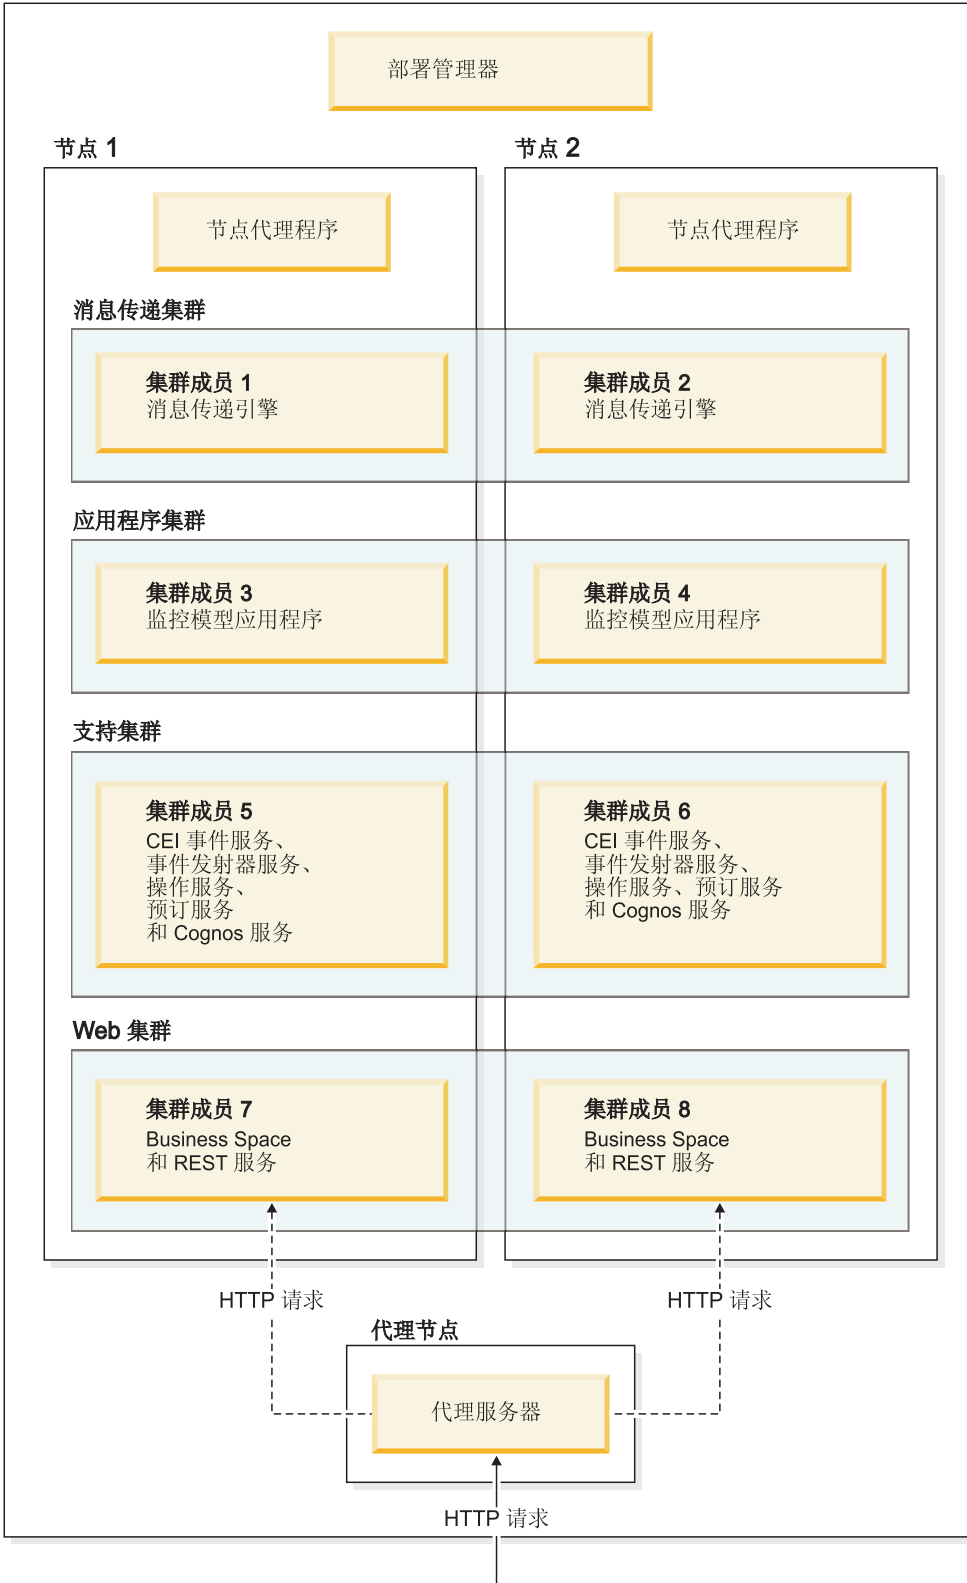 部署管理器
节点 1
节点 2
节点代理程序
节点代理程序
消息传递集群
集群成员 1
消息传递引擎
集群成员 2
消息传递引擎
应用程序集群
集群成员 3
监控模型应用程序
集群成员 4
监控模型应用程序
支持集群
集群成员 5
CEI 事件服务、
事件发射器服务、
操作服务、
预订服务
和 Cognos 服务
集群成员 6
CEI 事件服务、
事件发射器服务、
操作服务、预订服务
和 Cognos 服务
Web 集群
集群成员 7
Business Space
和 REST 服务
集群成员 8
Business Space
和 REST 服务
HTTP 请求
HTTP 请求
代理节点
代理服务器
HTTP 请求